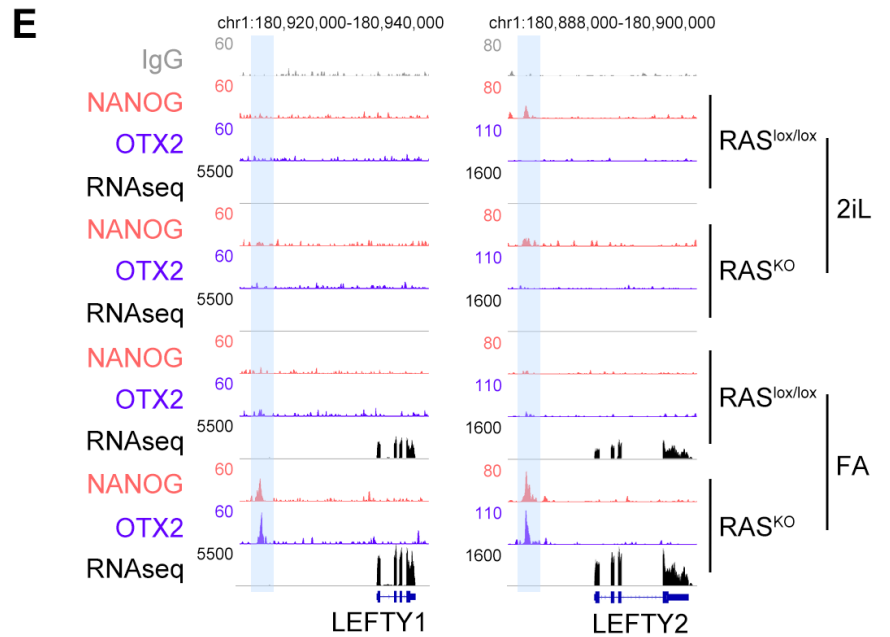 E
chr1:180,920,000-180,940,000 chr1:180,888,000-180,900,000
IgG 60 80
NANOG 60 80
OTX2 60 110
RNAseq 5500 1600
RAS^lox/lox
NANOG 60 80
OTX2 60 110
RNAseq 5500 1600
RAS^KO
2iL
NANOG 60 80
OTX2 60 110
RNAseq 5500 1600
RAS^lox/lox
NANOG 60 80
OTX2 60 110
RNAseq 5500 1600
RAS^KO
FA
LEFTY1 LEFTY2